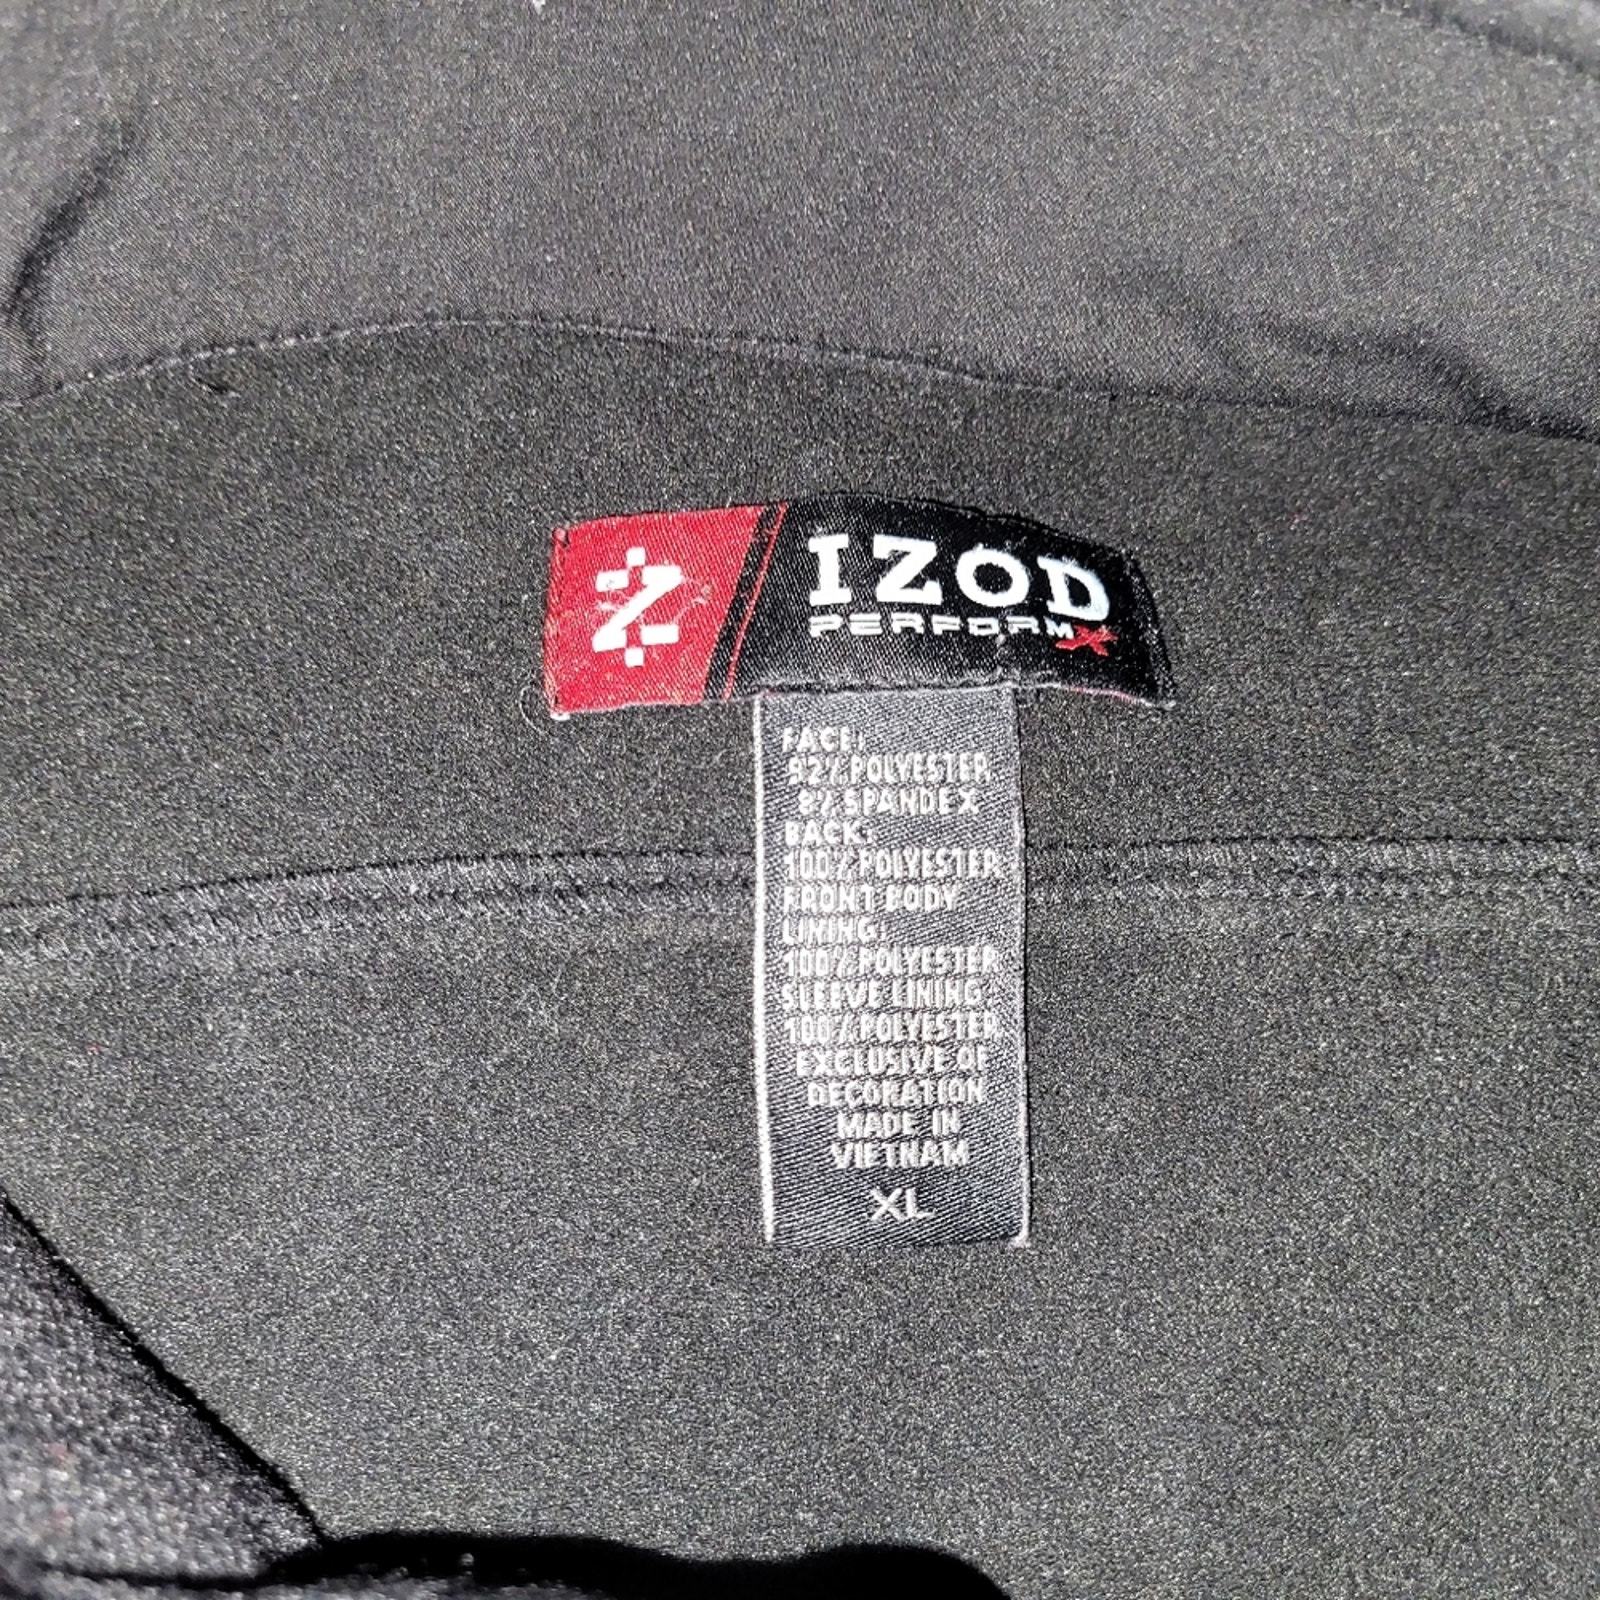 Z
IZOD
PERFORMX
FACE:
92% POLYESTER
8% SPANDEX
BACK:
100% POLYESTER
FRONT BODY
LINING:
100% POLYESTER
SLEEVE LINING:
100% POLYESTER
EXCLUSIVE OF
DECORATION
MADE IN
VIETNAM
XL